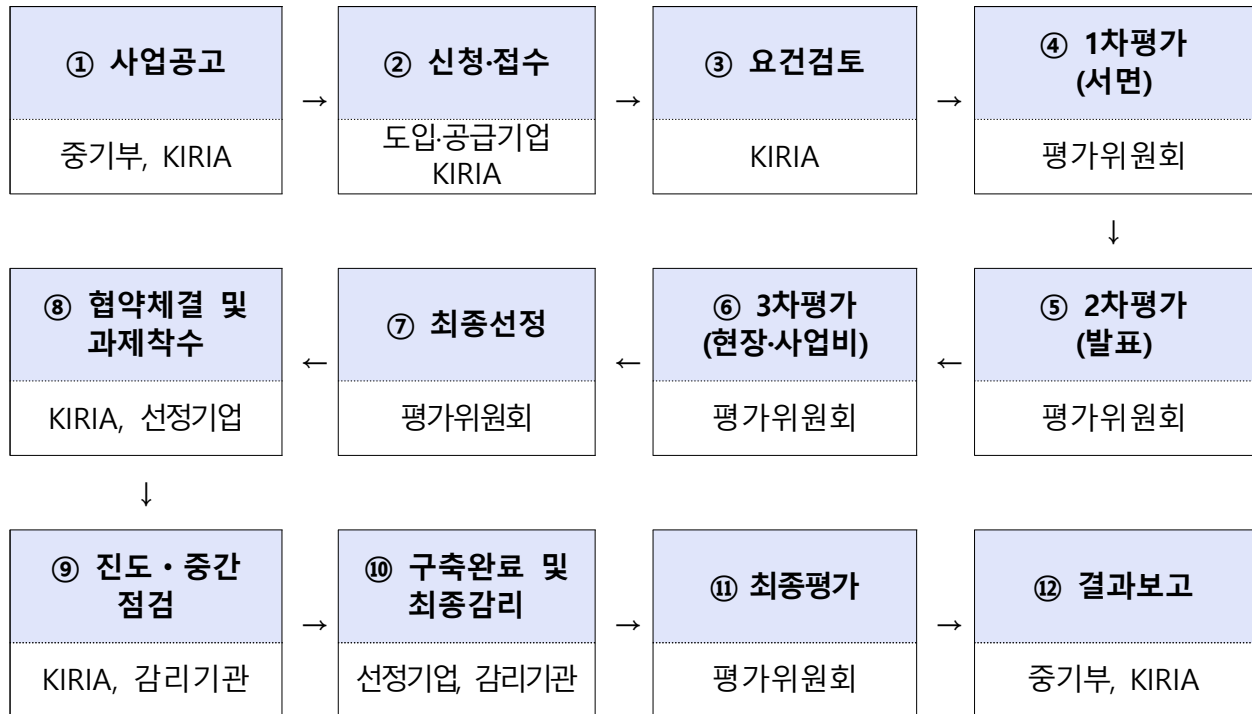 ① 사업공고
중기부, KIRIA
→
② 신청·접수
도입·공급기업
KIRIA
→
③ 요건검토
KIRIA
→
④ 1차평가
(서면)
평가위원회
↓
⑤ 2차평가
(발표)
평가위원회
←
⑥ 3차평가
(현장·사업비)
평가위원회
←
⑦ 최종선정
평가위원회
←
⑧ 협약체결 및
과제착수
KIRIA, 선정기업
↓
⑨ 진도・중간
점검
KIRIA, 감리기관
→
⑩ 구축완료 및
최종감리
선정기업, 감리기관
→
⑪ 최종평가
평가위원회
→
⑫ 결과보고
중기부, KIRIA